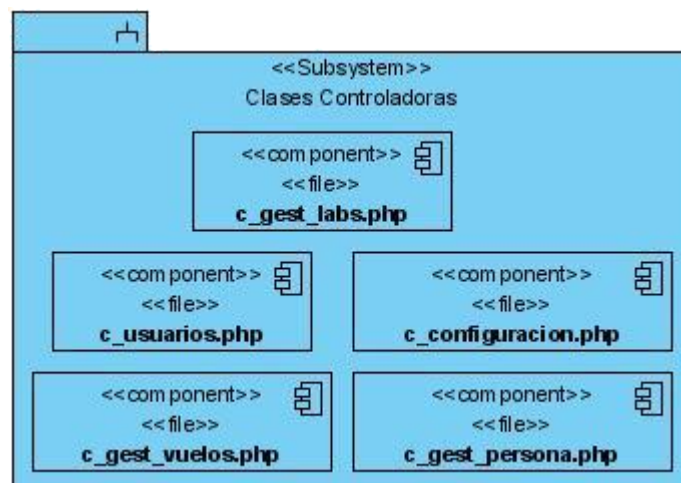 <<Subsystem>>
Clases Controladoras
<<component>>
<<file>>
c_gest_labs.php
<<component>>
<<file>>
c_usuarios.php
<<component>>
<<file>>
c_configuracion.php
<<component>>
<<file>>
c_gest_vuelos.php
<<component>>
<<file>>
c_gest_persona.php